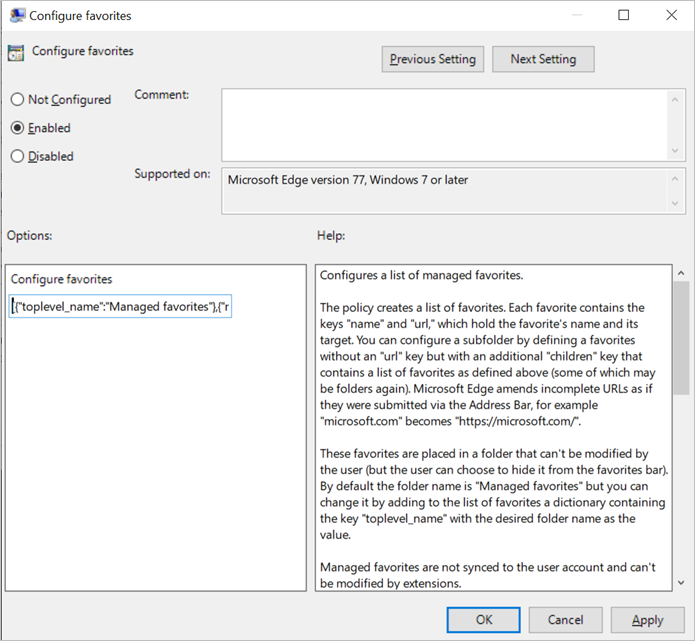 Configure favorites
Configure favorites
Previous Setting
Next Setting
Not Configured
Comment:
Enabled
Disabled
Supported on:
Microsoft Edge version 77, Windows 7 or later
Options:
Help:
Configure favorites
[{"toplevel_name":"Managed favorites"},{"r
Configures a list of managed favorites.
The policy creates a list of favorites. Each favorite contains the
keys "name" and "url," which hold the favorite's name and its
target. You can configure a subfolder by defining a favorites
without an "url" key but with an additional "children" key that
contains a list of favorites as defined above (some of which may
be folders again). Microsoft Edge amends incomplete URLs as if
they were submitted via the Address Bar, for example
"microsoft.com" becomes "https://microsoft.com/".
These favorites are placed in a folder that can't be modified by
the user (but the user can choose to hide it from the favorites bar).
By default the folder name is "Managed favorites" but you can
change it by adding to the list of favorites a dictionary containing
the key "toplevel_name" with the desired folder name as the
value.
Managed favorites are not synced to the user account and can't
be modified by extensions.
OK
Cancel
Apply